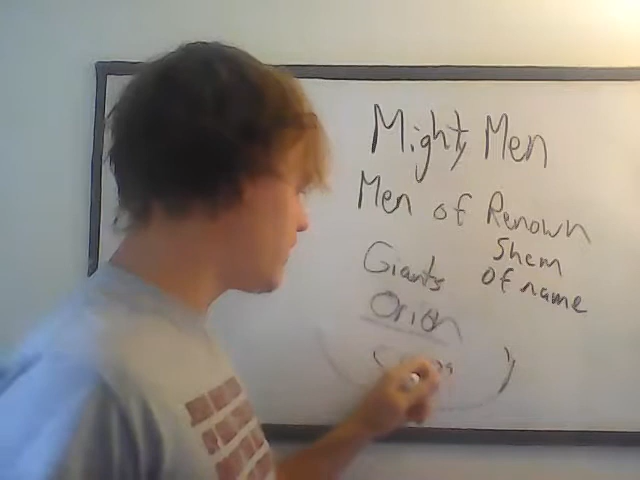 Mighty Men
Men of Renown
Shem
Giants of name
Orion